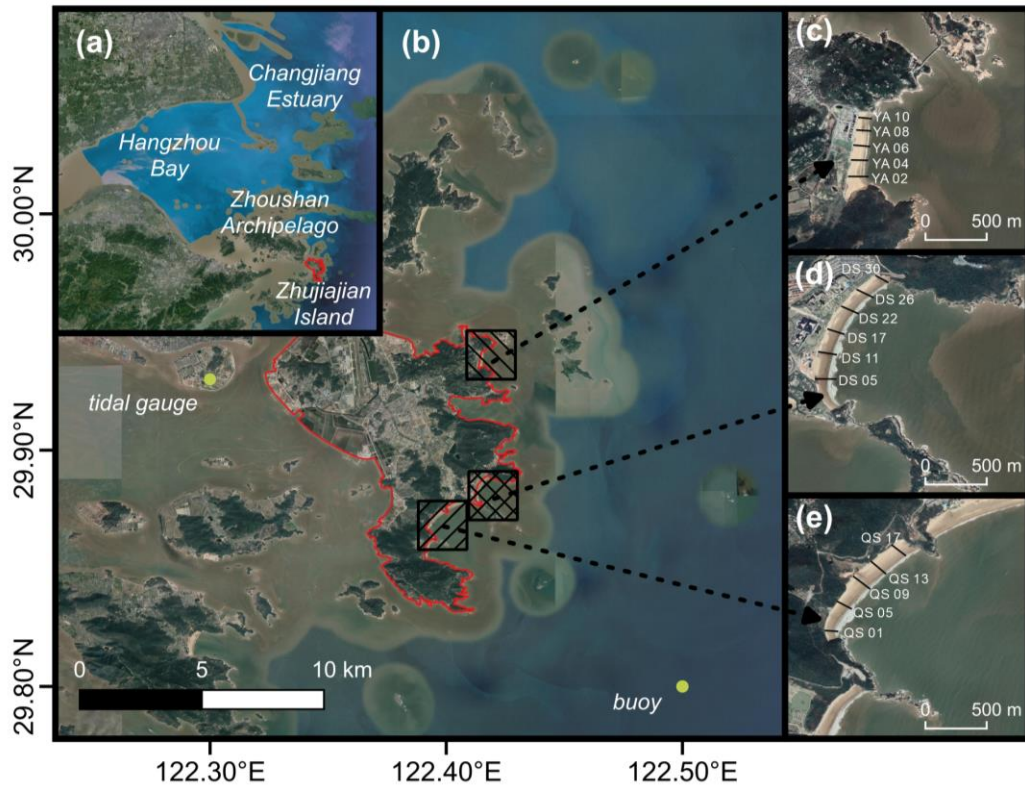 (a)
Changjiang
Estuary
Hangzhou
Bay
Zhoushan
Archipelago
Zhujiajian
Island
(b)
tidal gauge
buoy
0 5 10 km
30.00°N
29.90°N
29.80°N
122.30°E 122.40°E 122.50°E
(c)
YA 10
YA 08
YA 06
YA 04
YA 02
0 500 m
(d)
DS 30
DS 26
DS 22
DS 17
DS 11
DS 05
0 500 m
(e)
QS 17
QS 13
QS 09
QS 05
QS 01
0 500 m